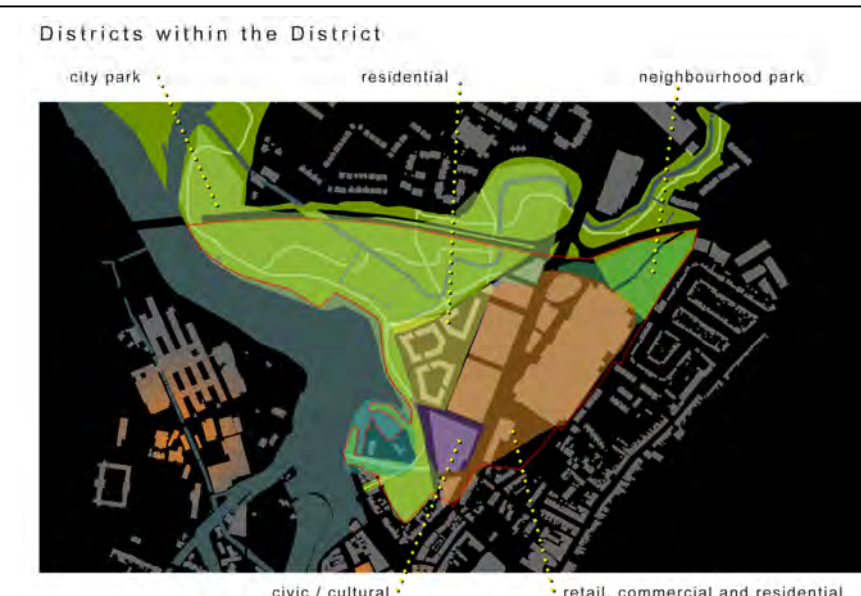 Districts within the District
city park
residential
neighbourhood park
civic / cultural
retail, commercial and residential